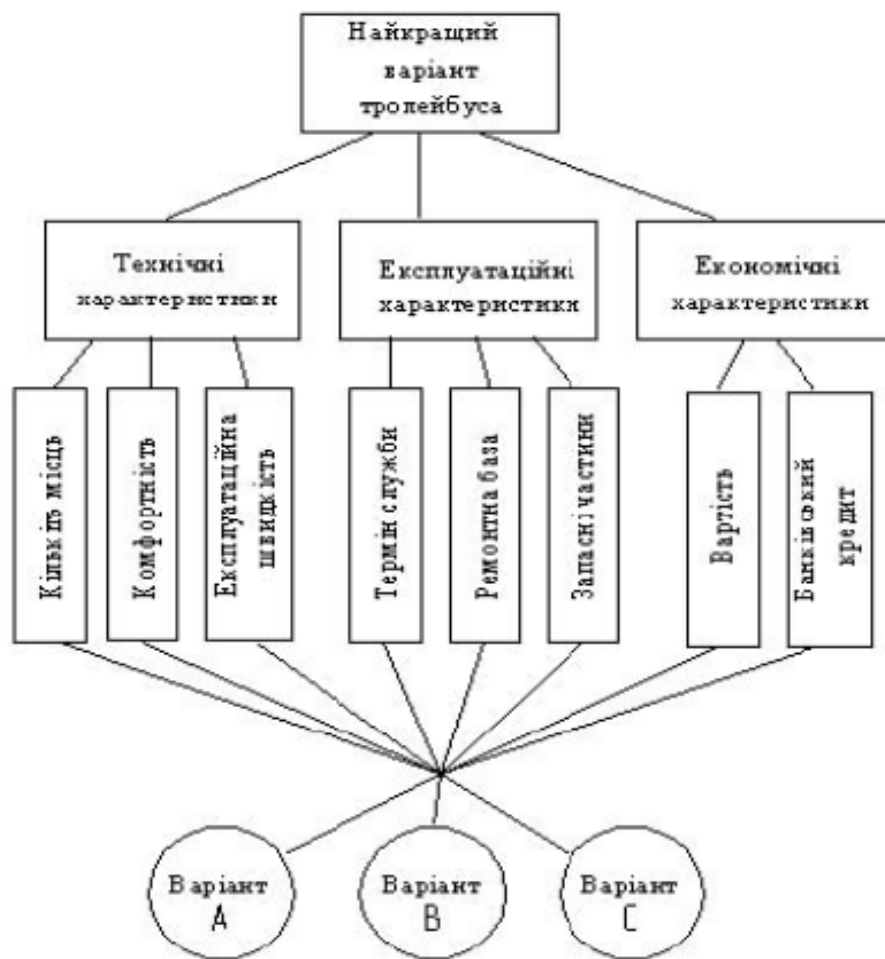 Найкращий
варіант
тролейбуса
Технічні
характеристики
Експлуатаційні
характеристики
Економічні
характеристики
Кількість місць
Комфортність
Експлуатаційна
швидкість
Термін служби
Ремонтна база
Запасні частини
Вартість
Банківський
кредит
Варіант
A
Варіант
B
Варіант
C